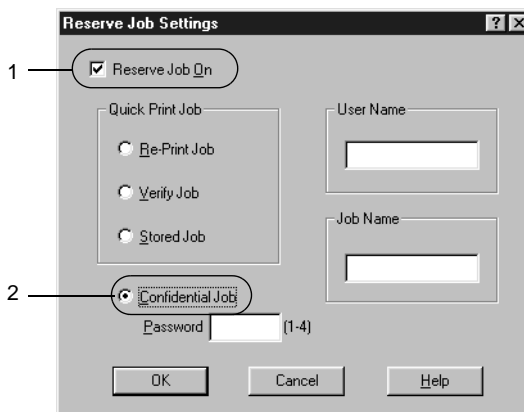 Reserve Job Settings
1
Reserve Job On
Quick Print Job
Re-Print Job
Verify Job
Stored Job
User Name
Job Name
2
Confidential Job
Password
(1-4)
OK
Cancel
Help